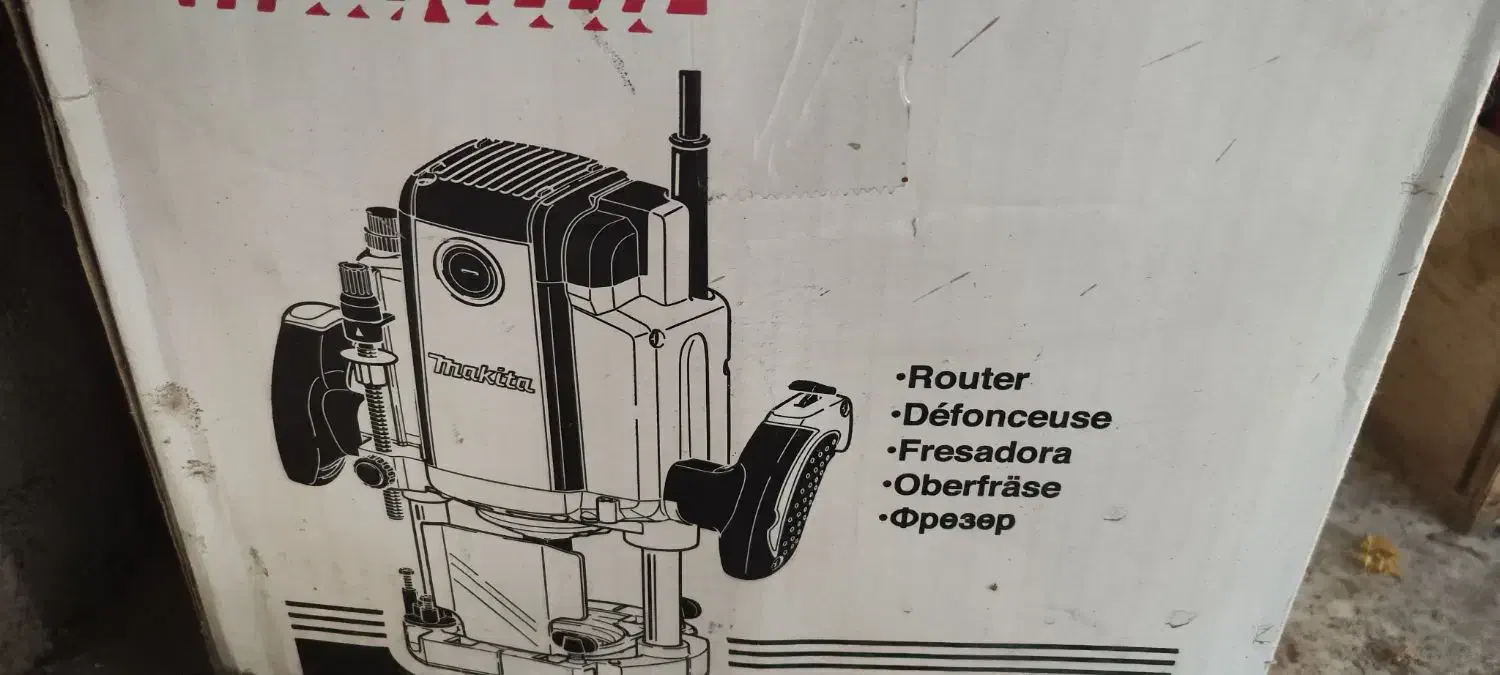 Makita
•Router
•Défonceuse
•Fresadora
•Oberfräse
•Фрезер